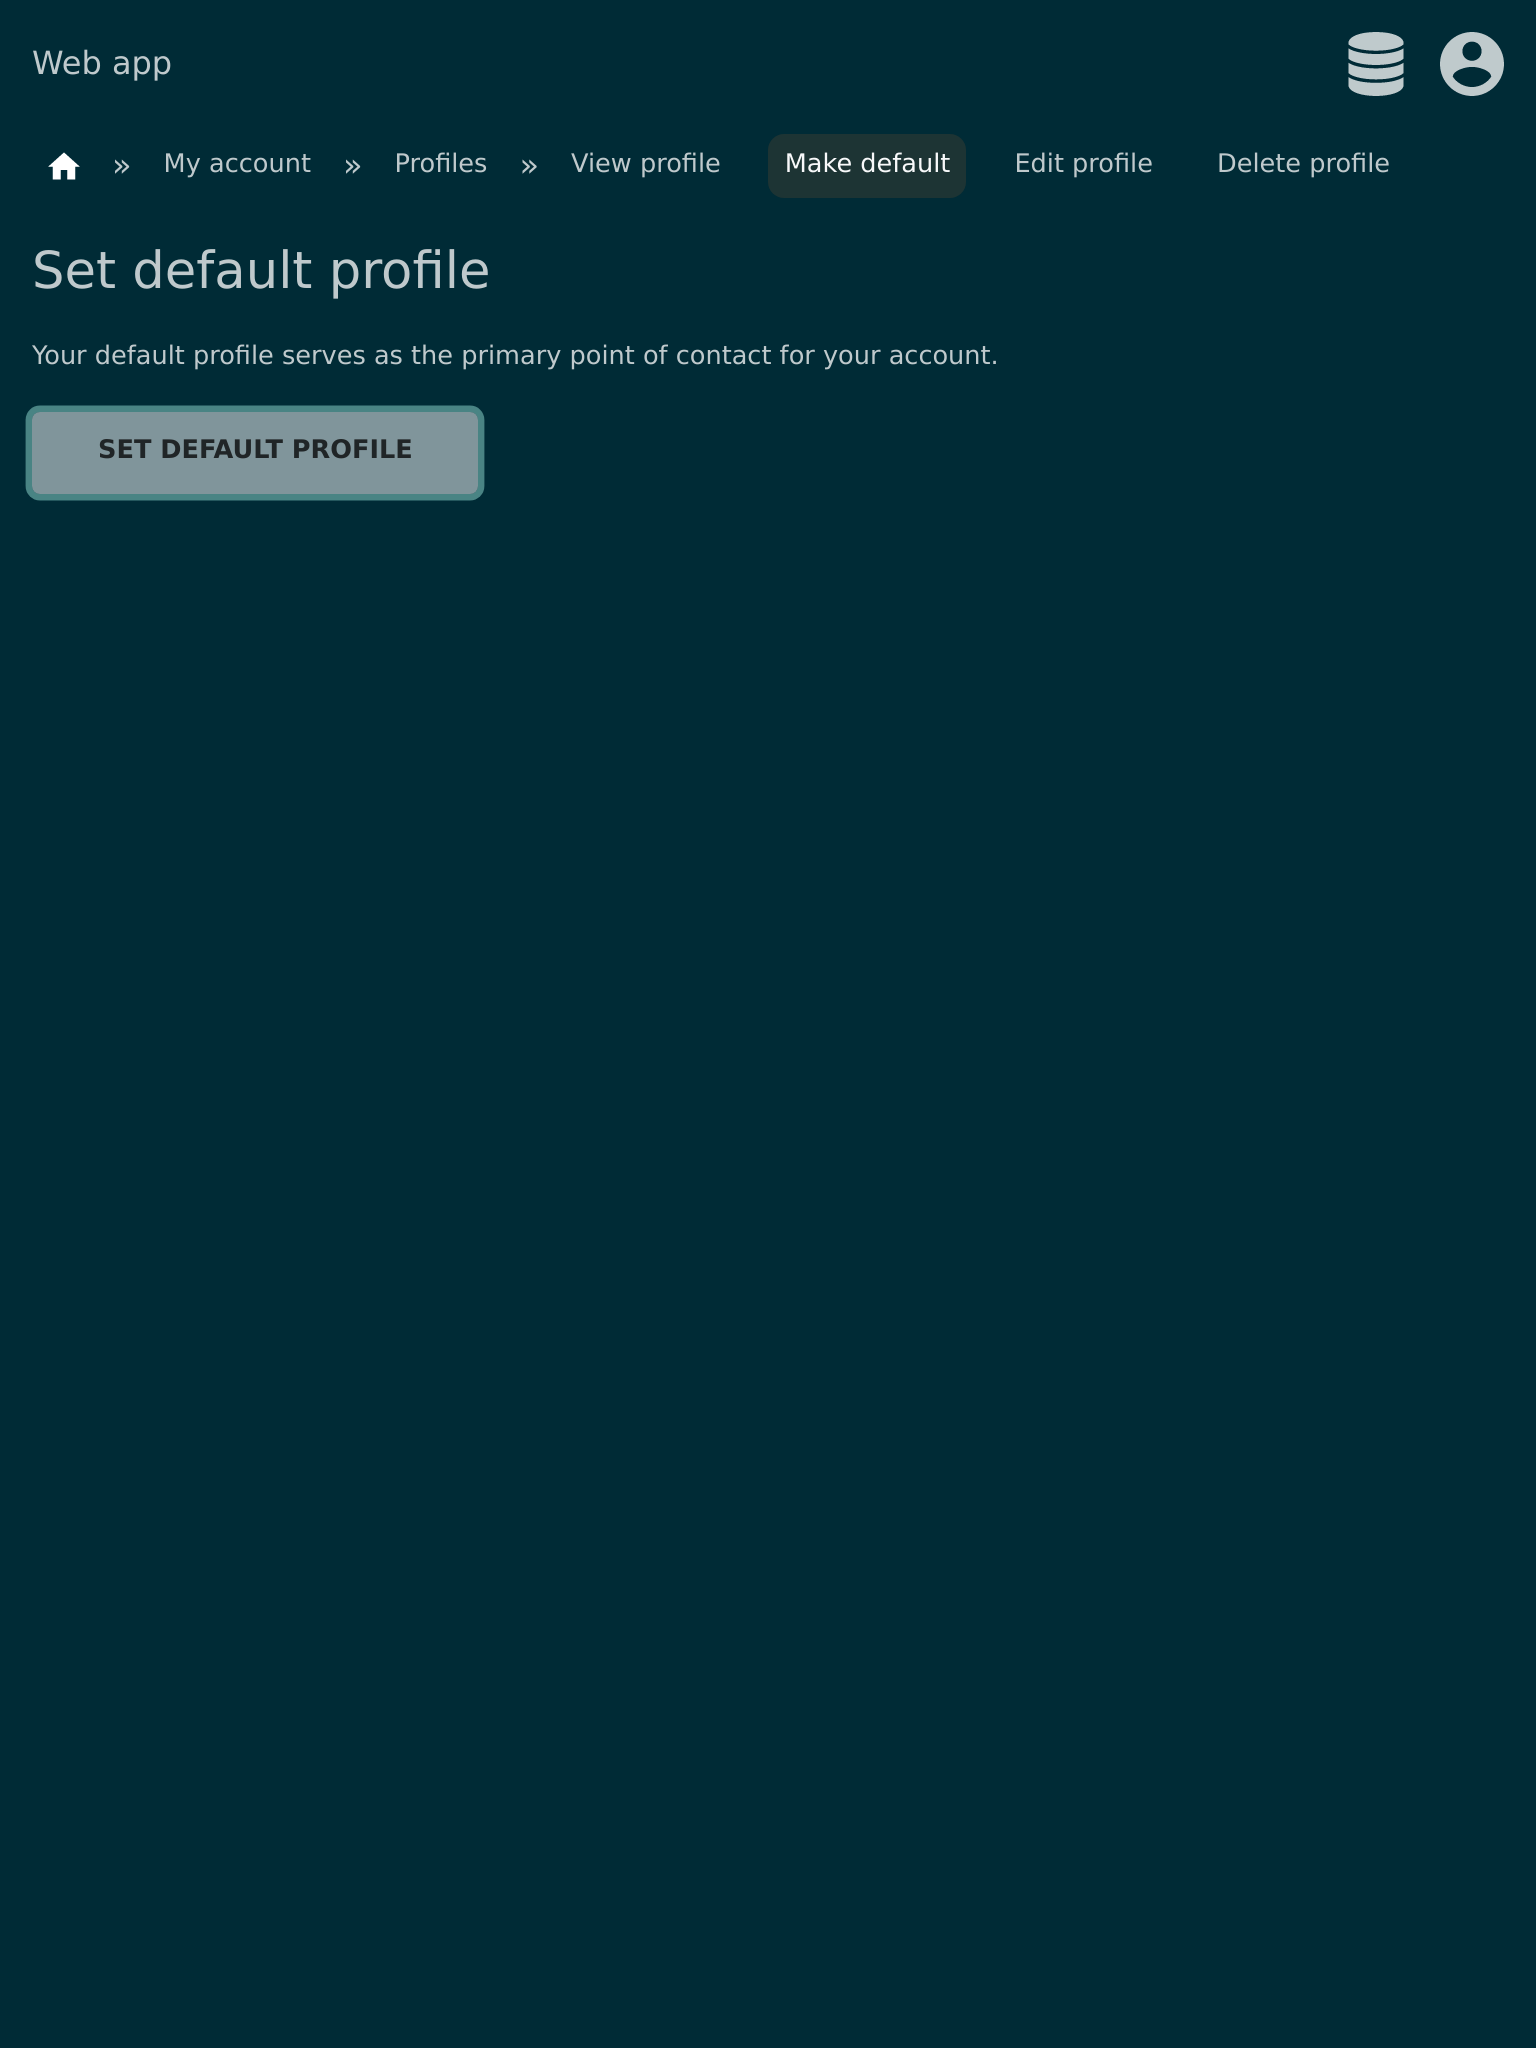 Web app
» My account » Profiles » View profile Make default Edit profile Delete profile
Set default profile
Your default profile serves as the primary point of contact for your account.
SET DEFAULT PROFILE